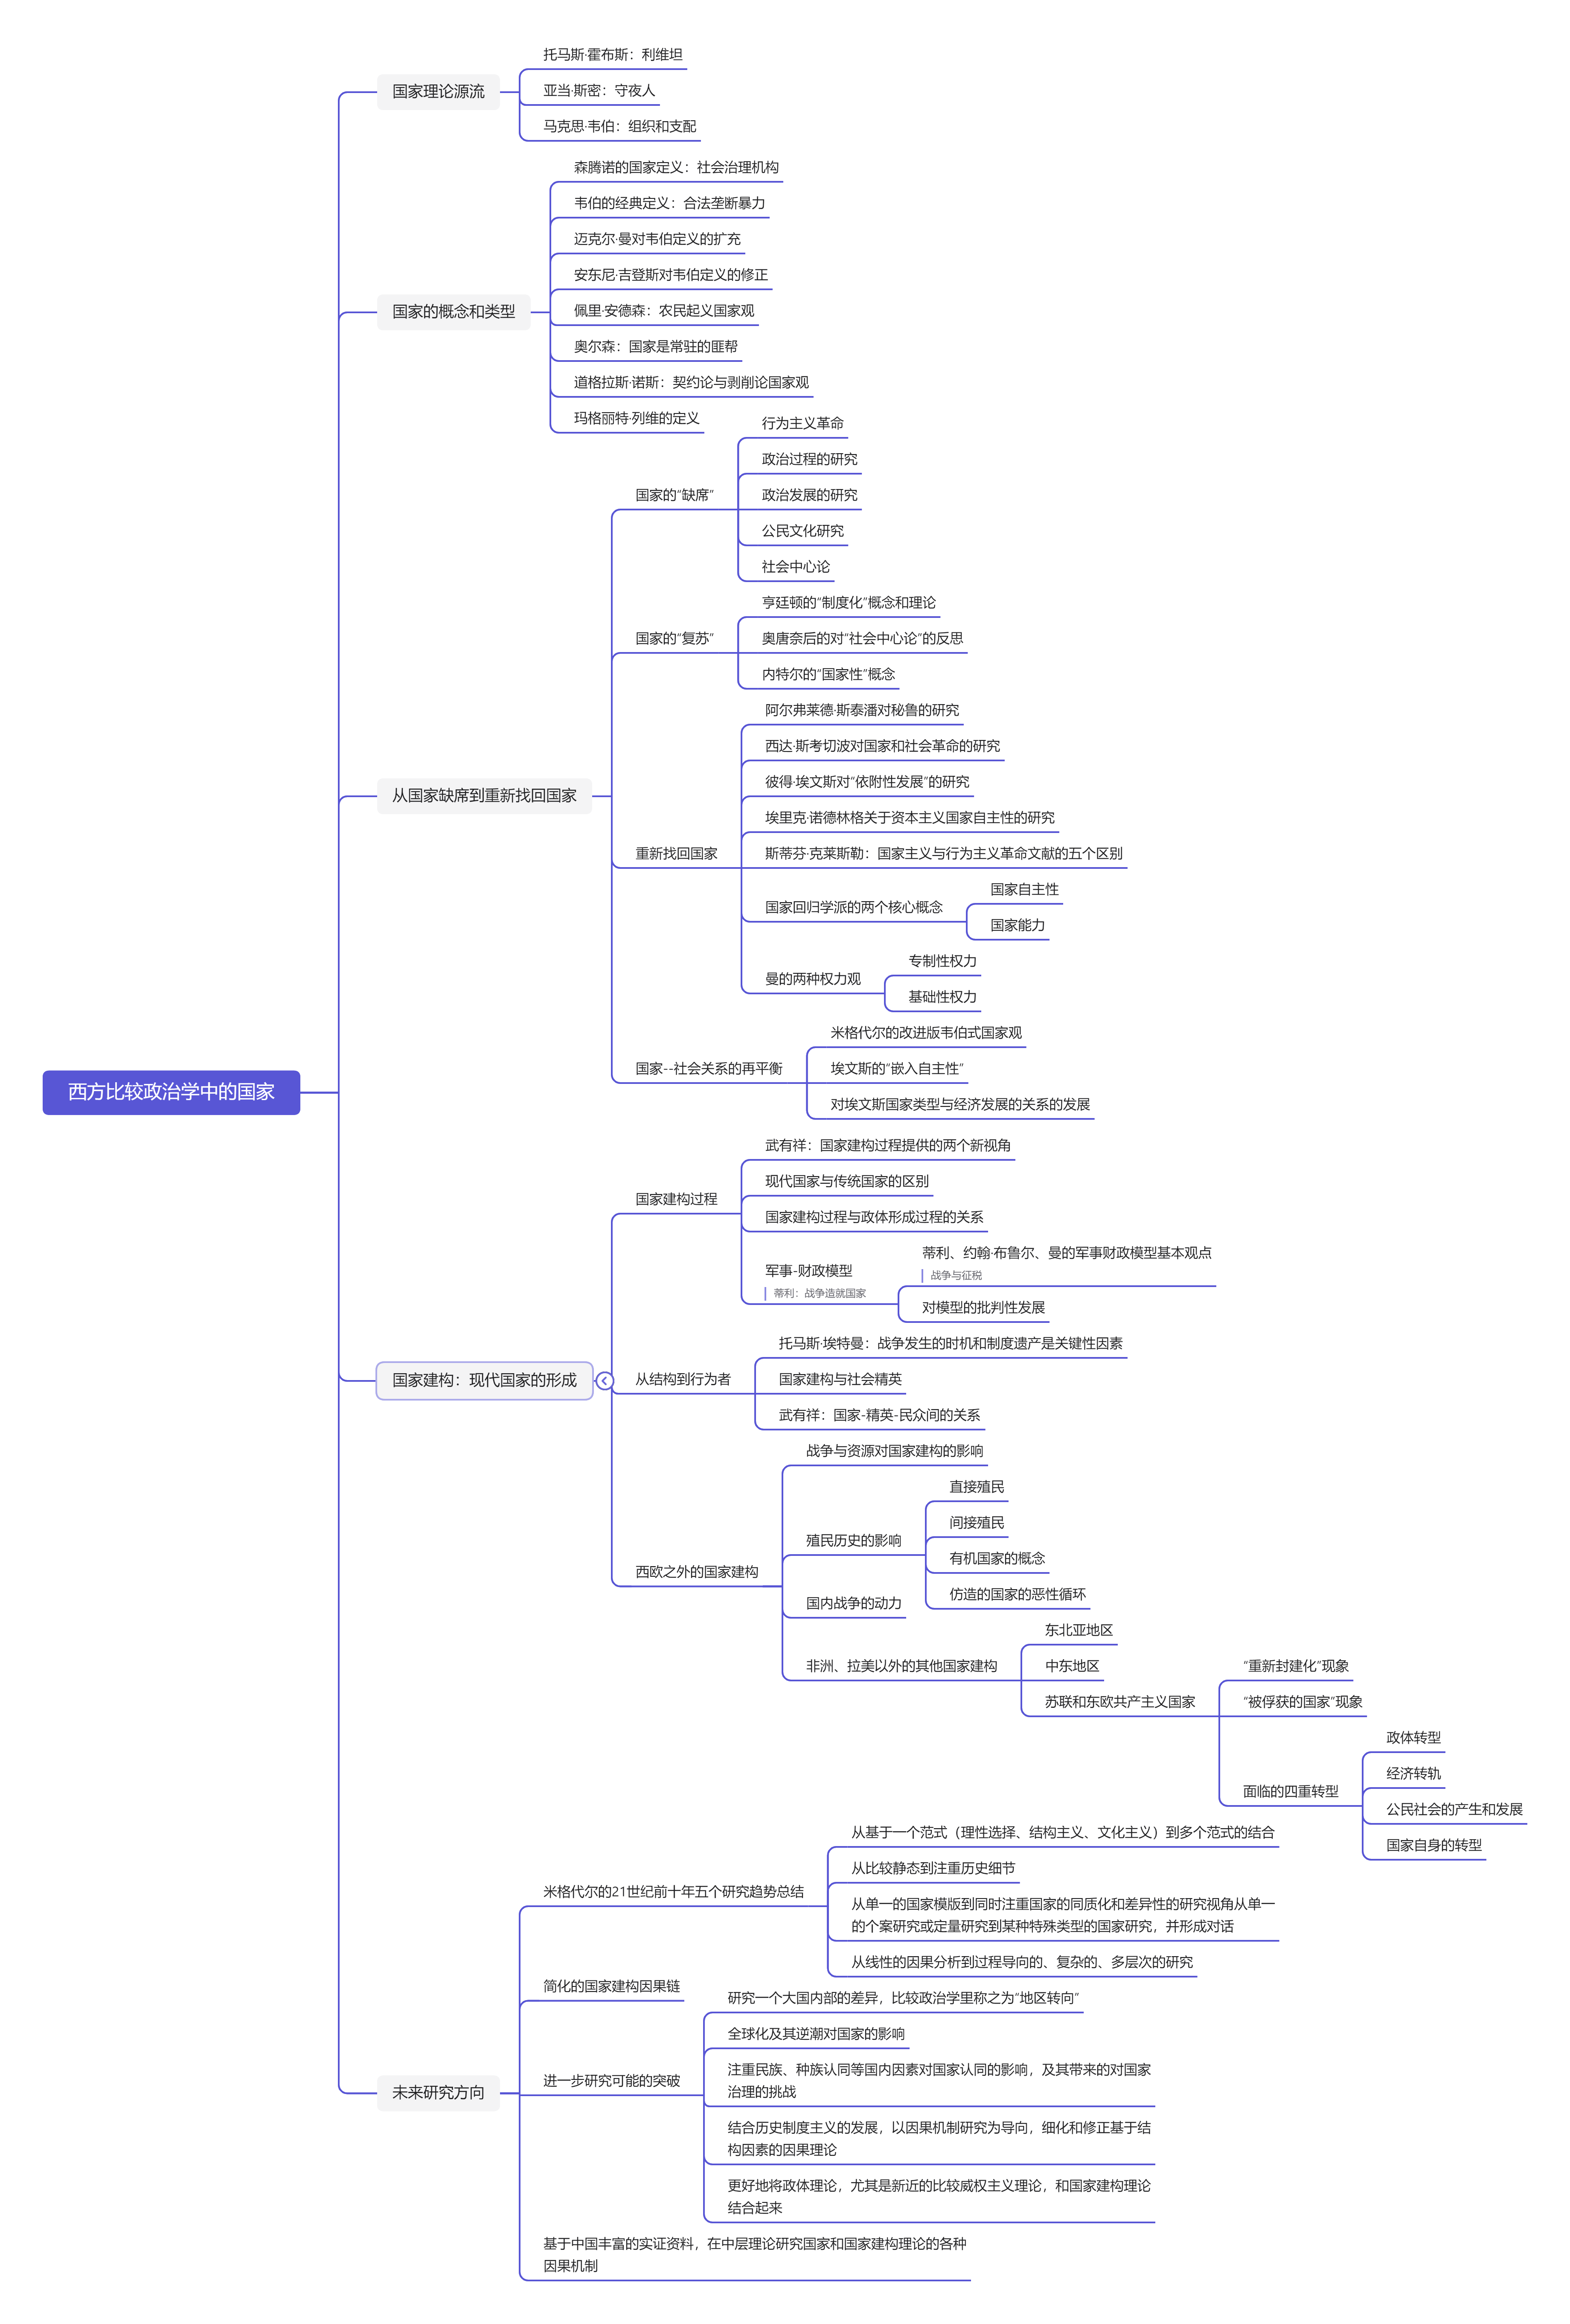 西方比较政治学中的国家
国家理论源流
托马斯·霍布斯：利维坦
亚当·斯密：守夜人
马克思·韦伯：组织和支配
国家的概念和类型
森腾诺的国家定义：社会治理机构
韦伯的经典定义：合法垄断暴力
迈克尔·曼对韦伯定义的扩充
安东尼·吉登斯对韦伯定义的修正
佩里·安德森：农民起义国家观
奥尔森：国家是常驻的匪帮
道格拉斯·诺斯：契约论与剥削论国家观
玛格丽特·列维的定义
从国家缺席到重新找回国家
国家的“缺席”
行为主义革命
政治过程的研究
政治发展的研究
公民文化研究
社会中心论
国家的“复苏”
亨廷顿的“制度化”概念和理论
奥唐奈后的对“社会中心论”的反思
内特尔的“国家性”概念
重新找回国家
阿尔弗莱德·斯泰潘对秘鲁的研究
西达·斯考切波对国家和社会革命的研究
彼得·埃文斯对“依附性发展”的研究
埃里克·诺德林格关于资本主义国家自主性的研究
斯蒂芬·克莱斯勒：国家主义与行为主义革命文献的五个区别
国家回归学派的两个核心概念
国家自主性
国家能力
曼的两种权力观
专制性权力
基础性权力
国家--社会关系的再平衡
米格代尔的改进版韦伯式国家观
埃文斯的“嵌入自主性”
对埃文斯国家类型与经济发展的关系的发展
国家建构：现代国家的形成
国家建构过程
武有祥：国家建构过程提供的两个新视角
现代国家与传统国家的区别
国家建构过程与政体形成过程的关系
军事-财政模型
蒂利：战争造就国家
蒂利、约翰·布鲁尔、曼的军事财政模型基本观点
战争与征税
对模型的批判性发展
从结构到行为者
托马斯·埃特曼：战争发生的时机和制度遗产是关键性因素
国家建构与社会精英
武有祥：国家-精英-民众间的关系
西欧之外的国家建构
战争与资源对国家建构的影响
殖民历史的影响
直接殖民
间接殖民
有机国家的概念
仿造的国家的恶性循环
国内战争的动力
非洲、拉美以外的其他国家建构
东北亚地区
中东地区
苏联和东欧共产主义国家
“重新封建化”现象
“被俘获的国家”现象
面临的四重转型
政体转型
经济转轨
公民社会的产生和发展
国家自身的转型
未来研究方向
米格代尔的21世纪前十年五个研究趋势总结
从基于一个范式（理性选择、结构主义、文化主义）到多个范式的结合
从比较静态到注重历史细节
从单一的国家模版到同时注重国家的同质化和差异性的研究视角从单一
的个案研究或定量研究到某种特殊类型的国家研究，并形成对话
从线性的因果分析到过程导向的、复杂的、多层次的研究
简化的国家建构因果链
进一步研究可能的突破
研究一个大国内部的差异，比较政治学里称之为“地区转向”
全球化及其逆潮对国家的影响
注重民族、种族认同等国内因素对国家认同的影响，及其带来的对国家
治理的挑战
结合历史制度主义的发展，以因果机制研究为导向，细化和修正基于结
构因素的因果理论
更好地将政体理论，尤其是新近的比较威权主义理论，和国家建构理论
结合起来
基于中国丰富的实证资料，在中层理论研究国家和国家建构理论的各种
因果机制